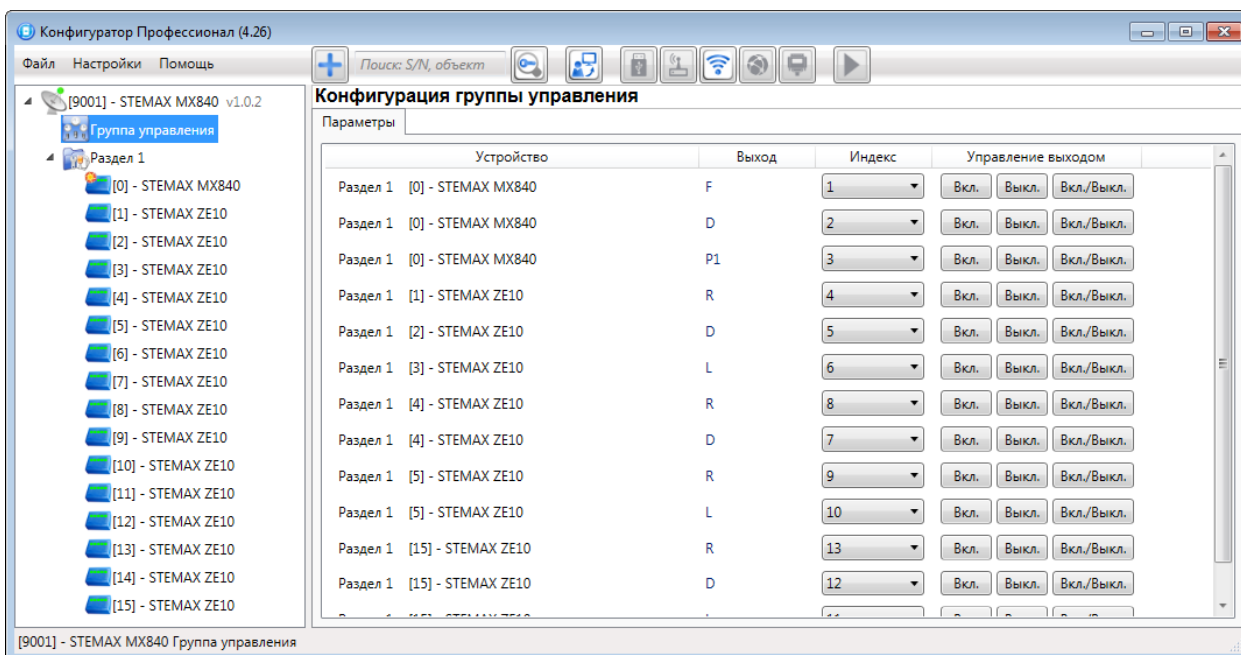 Конфигуратор Профессионал (4.26)
Файл Настройки Помощь
Поиск: S/N, объект
[9001] - STEMAX MX840 v1.0.2
Группа управления
Раздел 1
[0] - STEMAX MX840
[1] - STEMAX ZE10
[2] - STEMAX ZE10
[3] - STEMAX ZE10
[4] - STEMAX ZE10
[5] - STEMAX ZE10
[6] - STEMAX ZE10
[7] - STEMAX ZE10
[8] - STEMAX ZE10
[9] - STEMAX ZE10
[10] - STEMAX ZE10
[11] - STEMAX ZE10
[12] - STEMAX ZE10
[13] - STEMAX ZE10
[14] - STEMAX ZE10
[15] - STEMAX ZE10
Конфигурация группы управления
Параметры
Устройство Выход Индекс Управление выходом
Раздел 1 [0] - STEMAX MX840 F 1 Вкл. Выкл. Вкл./Выкл.
Раздел 1 [0] - STEMAX MX840 D 2 Вкл. Выкл. Вкл./Выкл.
Раздел 1 [0] - STEMAX MX840 P1 3 Вкл. Выкл. Вкл./Выкл.
Раздел 1 [1] - STEMAX ZE10 R 4 Вкл. Выкл. Вкл./Выкл.
Раздел 1 [2] - STEMAX ZE10 D 5 Вкл. Выкл. Вкл./Выкл.
Раздел 1 [3] - STEMAX ZE10 L 6 Вкл. Выкл. Вкл./Выкл.
Раздел 1 [4] - STEMAX ZE10 R 8 Вкл. Выкл. Вкл./Выкл.
Раздел 1 [4] - STEMAX ZE10 D 7 Вкл. Выкл. Вкл./Выкл.
Раздел 1 [5] - STEMAX ZE10 R 9 Вкл. Выкл. Вкл./Выкл.
Раздел 1 [5] - STEMAX ZE10 L 10 Вкл. Выкл. Вкл./Выкл.
Раздел 1 [15] - STEMAX ZE10 R 13 Вкл. Выкл. Вкл./Выкл.
Раздел 1 [15] - STEMAX ZE10 D 12 Вкл. Выкл. Вкл./Выкл.
[9001] - STEMAX MX840 Группа управления